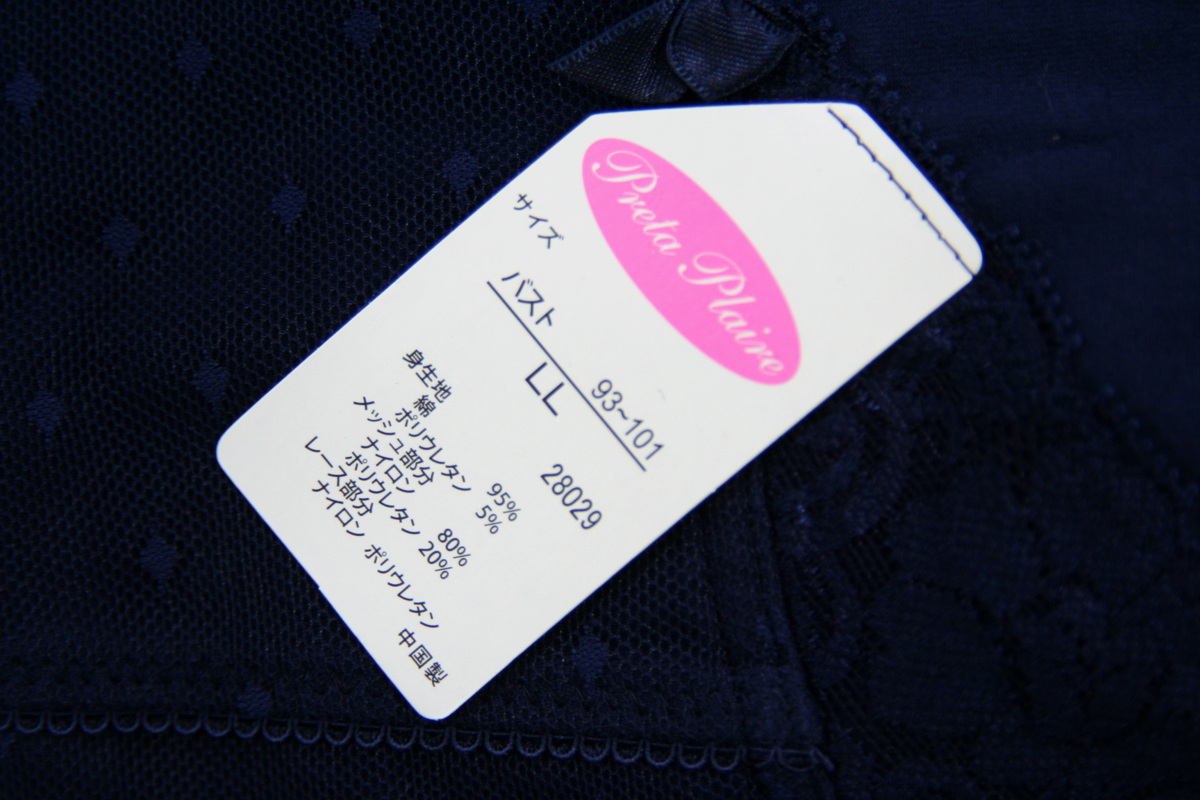 Preta Plaire
サイズ
バスト 93~101
LL 28029
身生地
綿 95%
ポリウレタン 5%
メッシュ部分
ナイロン 80%
ポリウレタン 20%
レース部分
ナイロン ポリウレタン
中国製